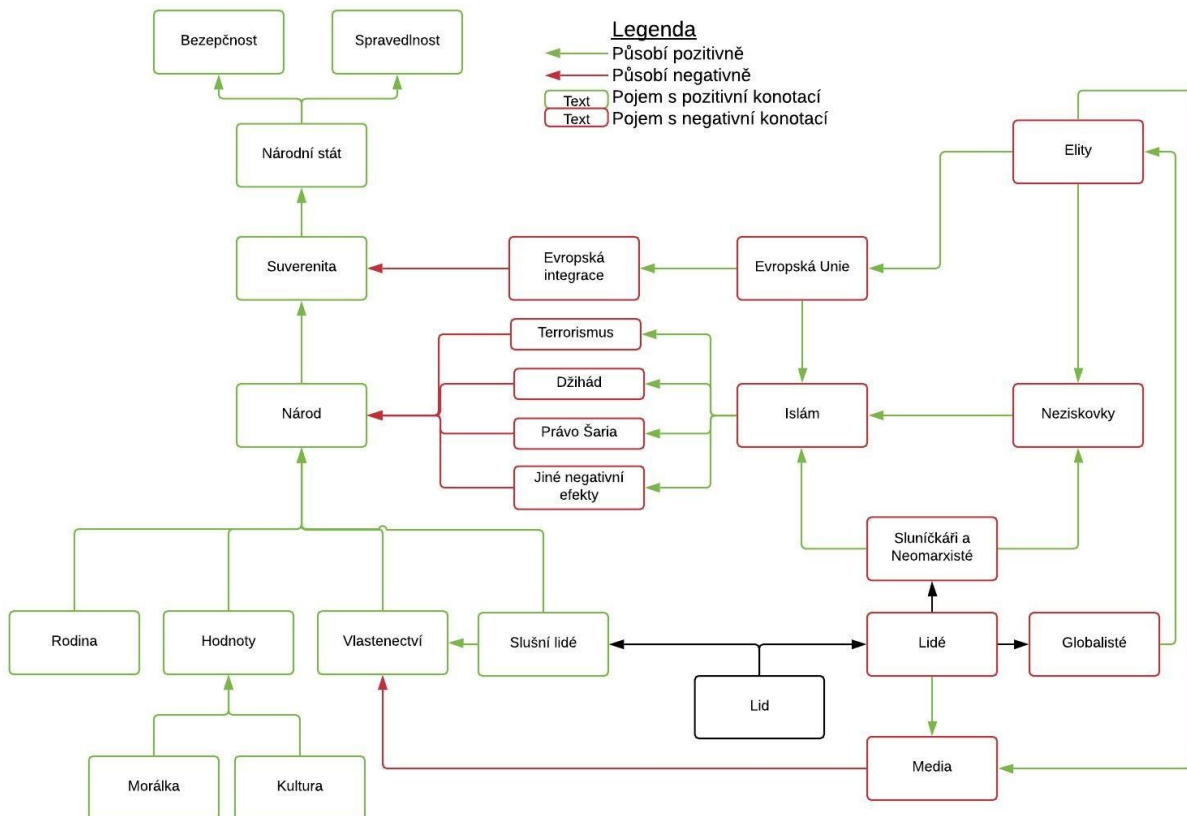 Bezepčnost
Spravedlnost
Legenda
Působí pozitivně
Působí negativně
Text
Pojem s pozitivní konotací
Text
Pojem s negativní konotací
Národní stát
Elity
Suverenita
Evropská
integrace
Evropská Unie
Terrorismus
Džihád
Národ
Islám
Neziskovky
Právo Šaria
Jiné negativní
efekty
Sluníčkáři a
Neomarxisté
Rodina
Hodnoty
Vlastenectví
Slušní lidé
Lidé
Globalisté
Lid
Morálka
Kultura
Media